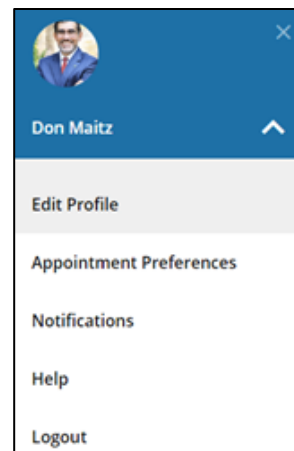 Don Maitz
Edit Profile
Appointment Preferences
Notifications
Help
Logout